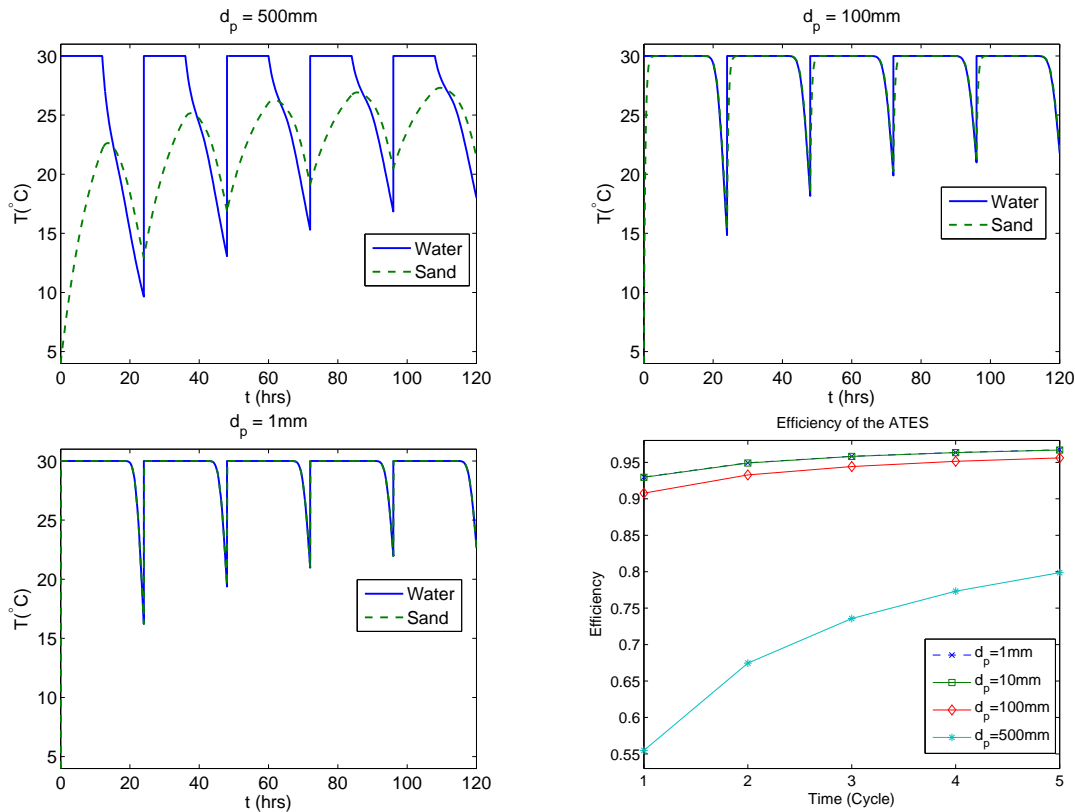 d_p = 500mm
30
25
20
15
10
5
T(°C)
0 20 40 60 80 100 120
t (hrs)
Water
Sand
d_p = 100mm
30
25
20
15
10
5
T(°C)
0 20 40 60 80 100 120
t (hrs)
Water
Sand
d_p = 1mm
30
25
20
15
10
5
T(°C)
0 20 40 60 80 100 120
t (hrs)
Water
Sand
Efficiency of the ATES
0.95
0.9
0.85
0.8
0.75
0.7
0.65
0.6
0.55
Efficiency
1 2 3 4 5
Time (Cycle)
d_p=1mm
d_p=10mm
d_p=100mm
d_p=500mm